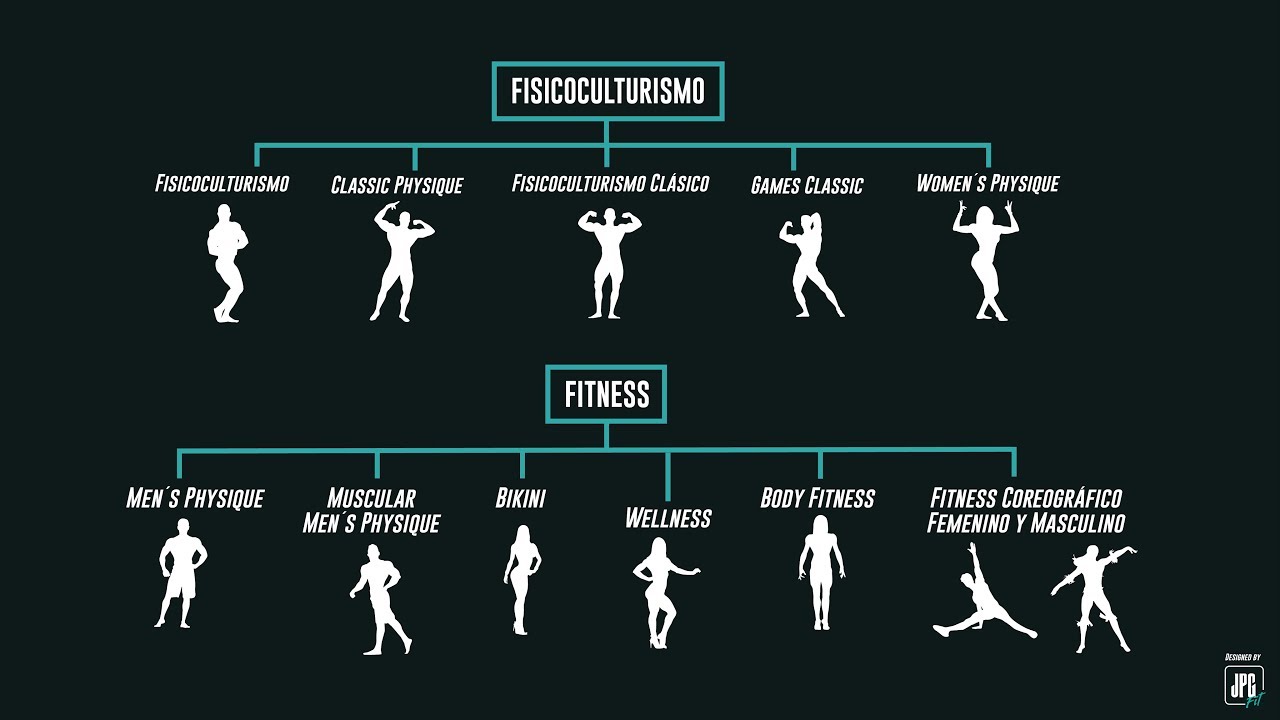 FISICOCULTURISMO
FISICOCULTURISMO
CLASSIC PHYSIQUE
FISICOCULTURISMO CLÁSICO
GAMES CLASSIC
WOMEN´S PHYSIQUE
FITNESS
MEN´S PHYSIQUE
MUSCULAR
MEN´S PHYSIQUE
BIKINI
WELLNESS
BODY FITNESS
FITNESS COREOGRÁFICO
FEMENINO Y MASCULINO
DESIGNED BY
JPG
Fit